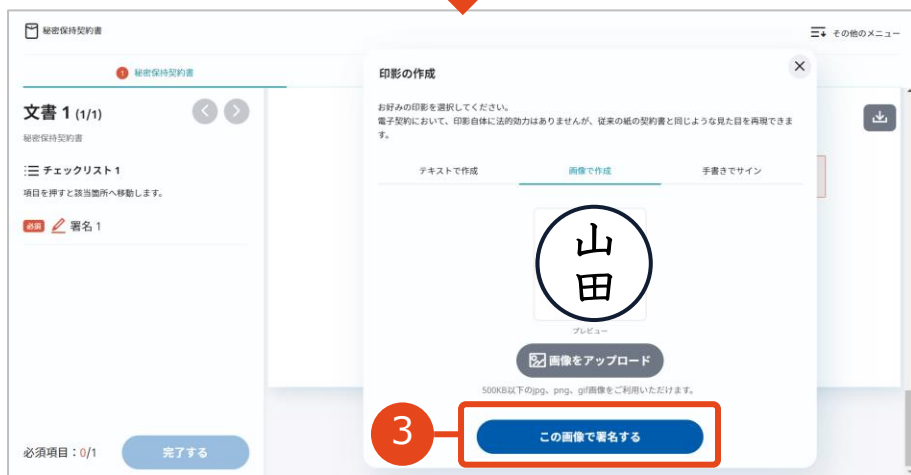 秘密保持契約書
その他のメニュー
1 秘密保持契約書
文書 1 (1/1)
秘密保持契約書
チェックリスト 1
項目を押すと該当箇所へ移動します。
必須 署名 1
必須項目：0/1
完了する
印影の作成
お好みの印影を選択してください。
電子契約において、印影自体に法的効力はありませんが、従来の紙の契約書と同じような見た目を再現できま
す。
テキストで作成
画像で作成
手書きでサイン
山
田
プレビュー
画像をアップロード
500KB以下のjpg、png、gif画像をご利用いただけます。
3
この画像で署名する